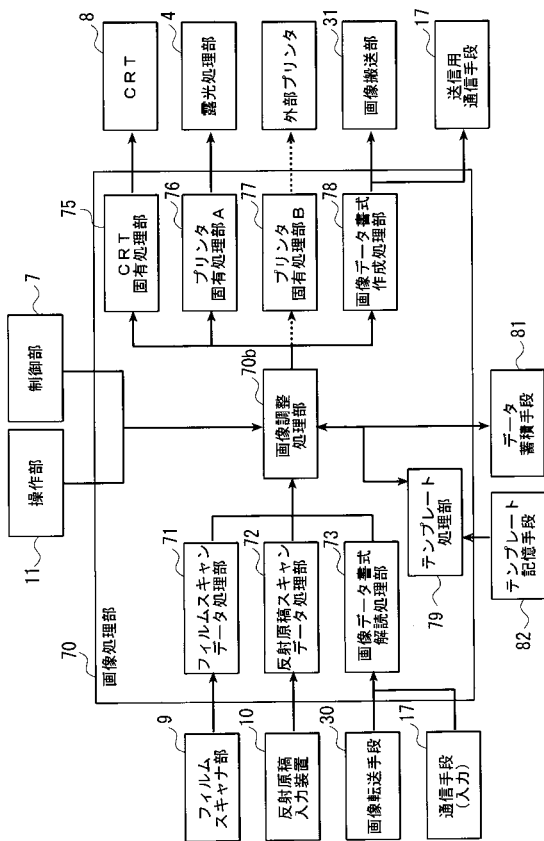 11
操作部
7
制御部
70
画像処理部
9
フィルム
スキャナ部
10
反射原稿
入力装置
30
画像転送手段
17
通信手段
(入力)
71
フィルムスキャン
データ処理部
72
反射原稿スキャン
データ処理部
73
画像データ書式
解読処理部
70b
画像調整
処理部
79
テンプレート
処理部
82
テンプレート
記憶手段
81
データ
蓄積手段
75
CRT
固有処理部
76
プリンタ
固有処理部A
77
プリンタ
固有処理部B
78
画像データ書式
作成処理部
8
CRT
4
露光処理部
外部プリンタ
31
画像搬送部
17
送信用
通信手段